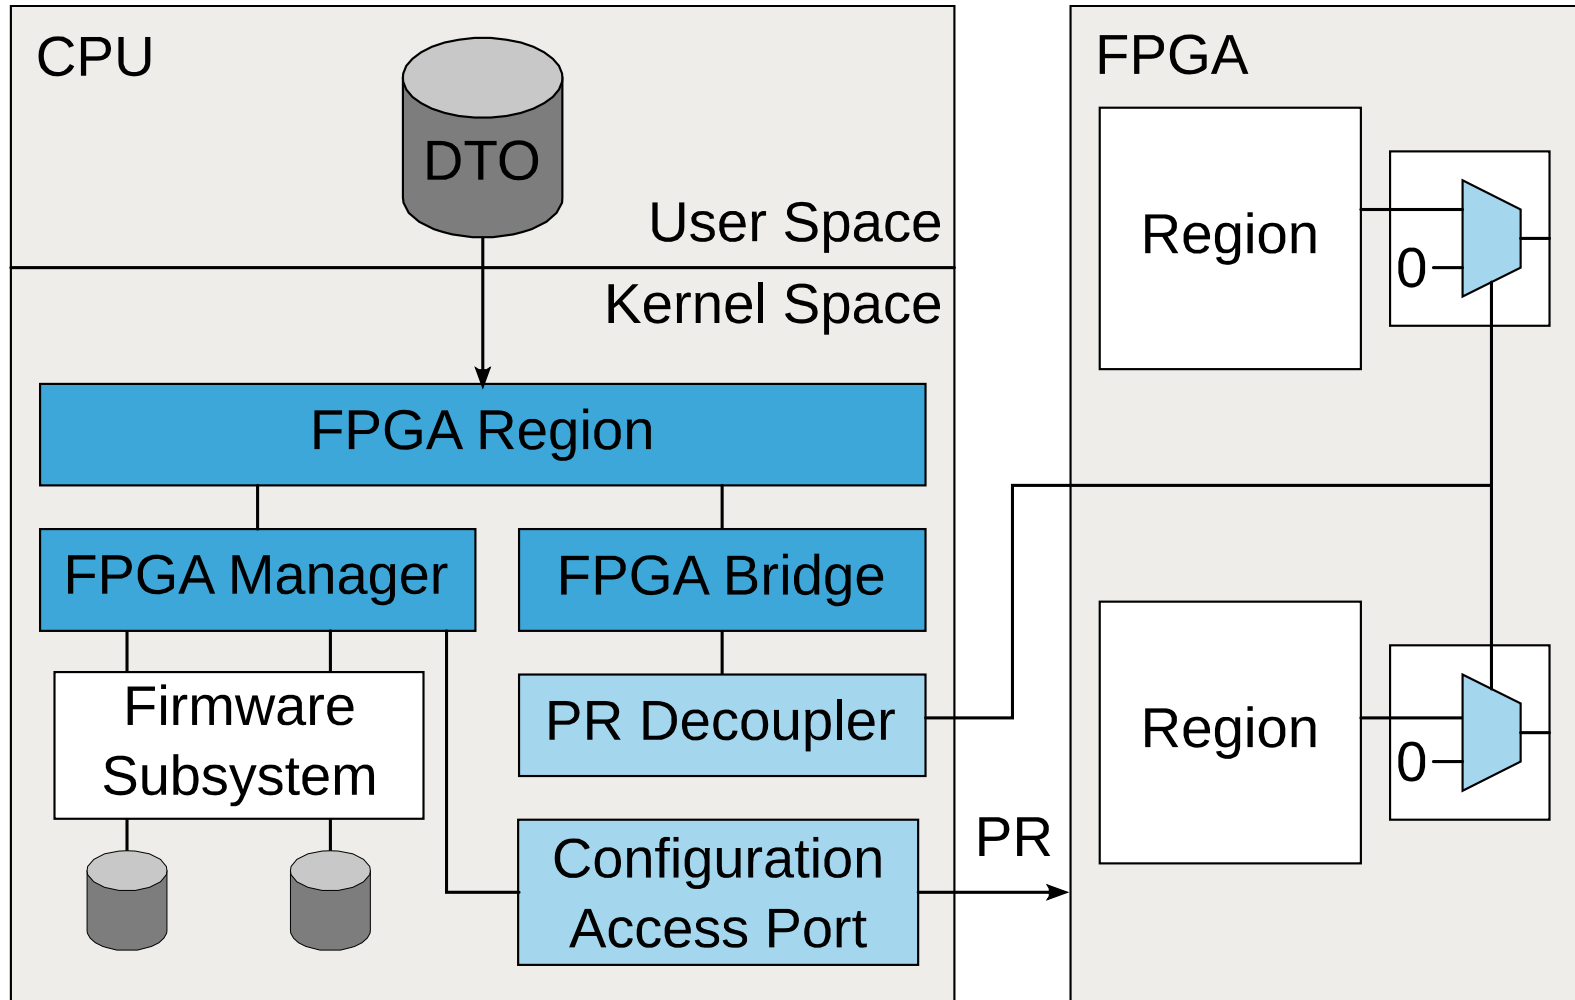 CPU
DTO
User Space
Kernel Space
FPGA Region
FPGA Manager
FPGA Bridge
Firmware
Subsystem
PR Decoupler
Configuration
Access Port
PR
FPGA
Region
0
Region
0